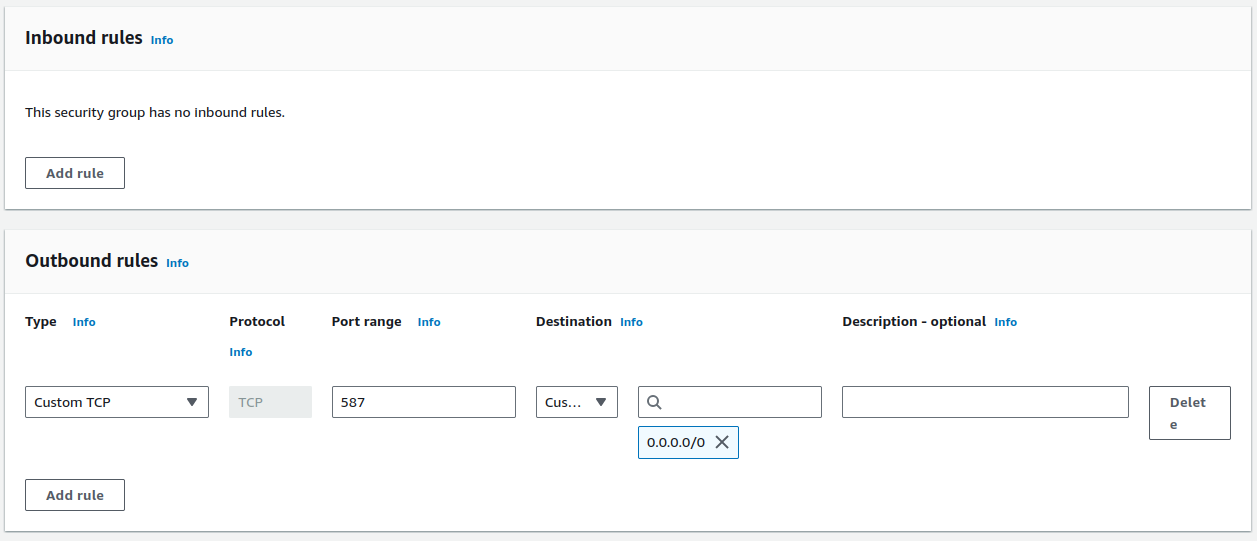 Inbound rules Info
This security group has no inbound rules.
Add rule
Outbound rules Info
Type Info Protocol Info Port range Info Destination Info Description - optional Info
Custom TCP TCP 587 Cus... Delete
0.0.0.0/0
Add rule